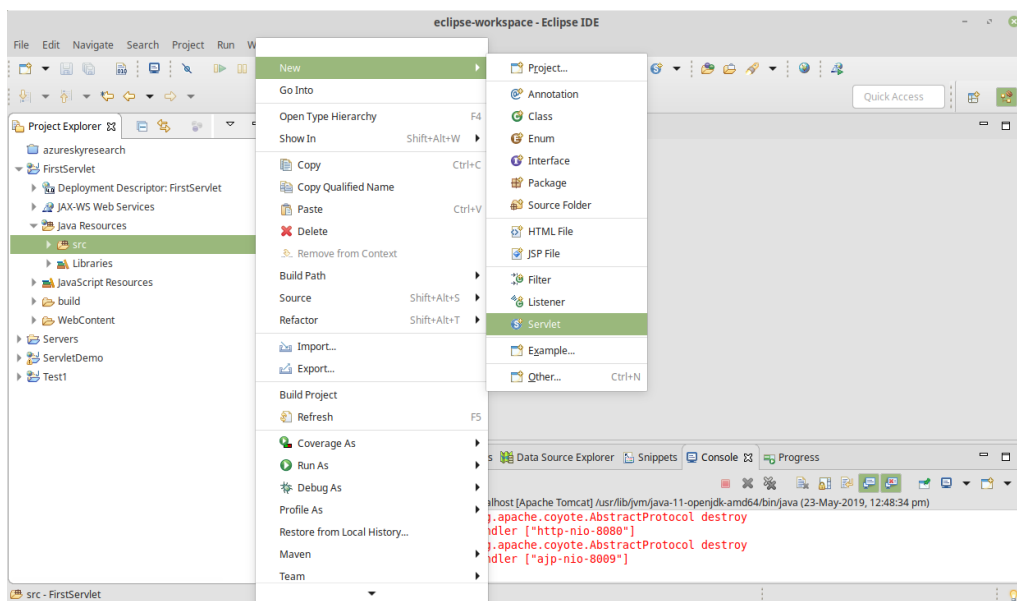 eclipse-workspace - Eclipse IDE
File Edit Navigate Search Project Run
Quick Access
Project Explorer
azureskyresearch
FirstServlet
Deployment Descriptor: FirstServlet
JAX-WS Web Services
Java Resources
src
Libraries
JavaScript Resources
build
WebContent
Servers
ServletDemo
Test1
New
Go Into
Open Type Hierarchy F4
Show In Shift+Alt+W
Copy Ctrl+C
Copy Qualified Name
Paste Ctrl+V
Delete
Remove from Context
Build Path
Source Shift+Alt+S
Refactor Shift+Alt+T
Import...
Export...
Build Project
Refresh F5
Coverage As
Run As
Debug As
Profile As
Restore from Local History...
Maven
Team
Project...
Annotation
Class
Enum
Interface
Package
Source Folder
HTML File
JSP File
Filter
Listener
Servlet
Example...
Other... Ctrl+N
s Data Source Explorer Snippets Console Progress
lhost [Apache Tomcat] /usr/lib/jvm/java-11-openjdk-amd64/bin/java (23-May-2019, 12:48:34 pm)
g.apache.coyote.AbstractProtocol destroy
ndler ["http-nio-8080"]
g.apache.coyote.AbstractProtocol destroy
ndler ["ajp-nio-8009"]
src - FirstServlet